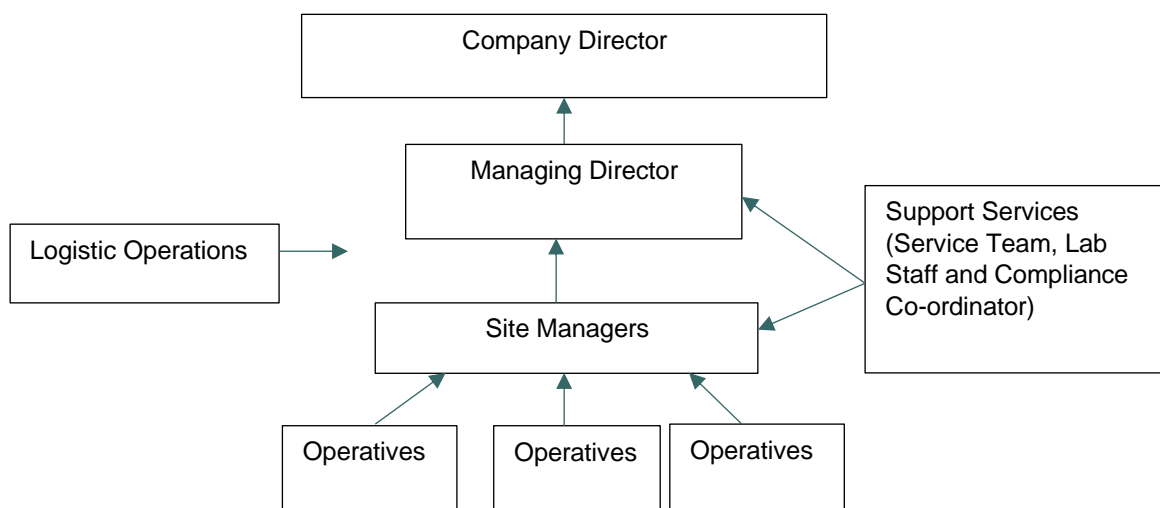 Company Director
Managing Director
Support Services
(Service Team, Lab
Staff and Compliance
Co-ordinator)
Logistic Operations
Site Managers
Operatives
Operatives
Operatives